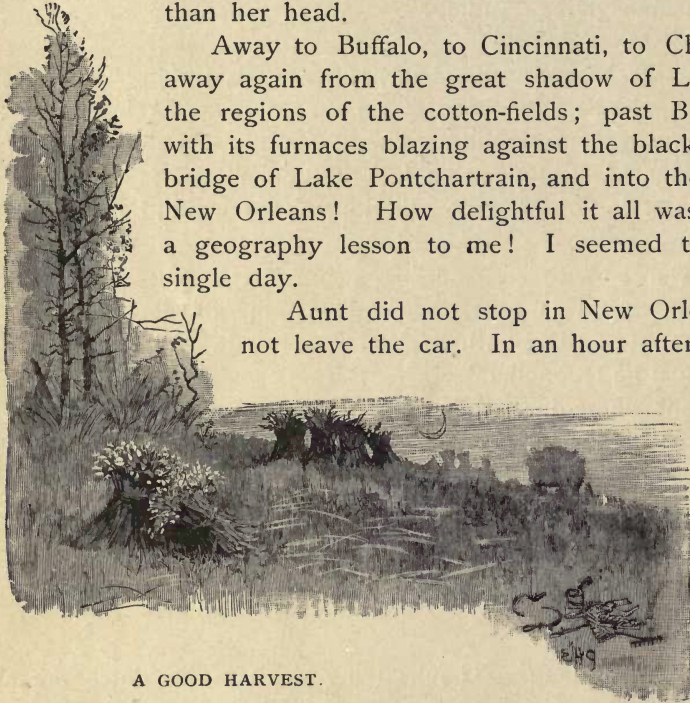 than her head.
Away to Buffalo, to Cincinnati, to Ch
away again from the great shadow of L
the regions of the cotton-fields; past B
with its furnaces blazing against the black
bridge of Lake Pontchartrain, and into th
New Orleans! How delightful it all was
a geography lesson to me! I seemed t
single day.
Aunt did not stop in New Orl
not leave the car. In an hour after
A GOOD HARVEST.